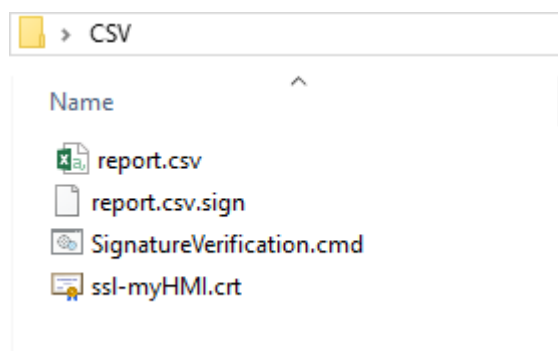 > CSV
Name
report.csv
report.csv.sign
SignatureVerification.cmd
ssl-myHMI.crt